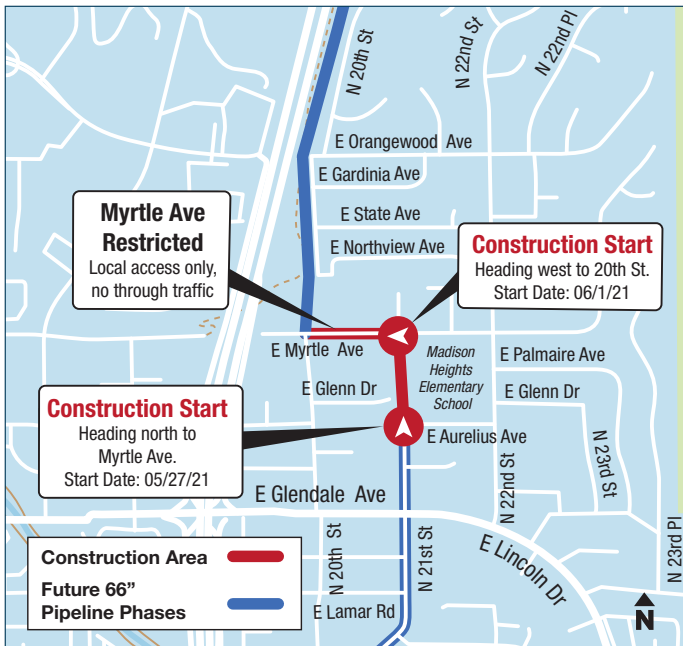 N 20th St
N 22nd St
N 22nd Pl
E Orangewood Ave
E Gardinia Ave
E State Ave
E Northview Ave
Myrtle Ave
Restricted
Local access only,
no through traffic
Construction Start
Heading west to 20th St.
Start Date: 06/1/21
E Myrtle Ave
Madison
Heights
Elementary
School
E Palmaire Ave
E Glenn Dr
E Glenn Dr
Construction Start
Heading north to
Myrtle Ave.
Start Date: 05/27/21
E Aurelius Ave
N 22nd St
N 23rd St
N 23rd Pl
E Glendale Ave
E Lincoln Dr
N 20th St
N 21st St
E Lamar Rd
Construction Area
Future 66”
Pipeline Phases
N